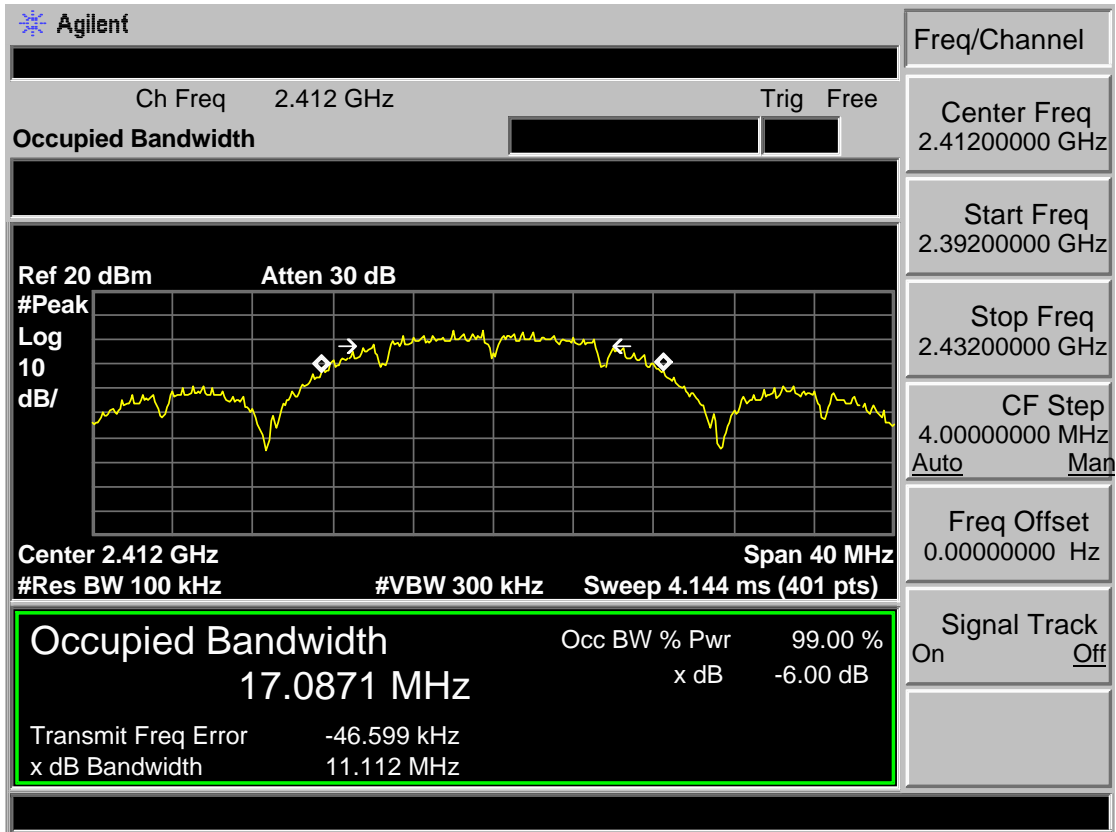 Agilent
Freq/Channel
Ch Freq 2.412 GHz Trig Free
Occupied Bandwidth
Center Freq
2.41200000 GHz
Start Freq
2.39200000 GHz
Stop Freq
2.43200000 GHz
CF Step
4.00000000 MHz
Auto Man
Freq Offset
0.00000000 Hz
Signal Track
On Off
Ref 20 dBm Atten 30 dB
#Peak
Log
10
dB/
Center 2.412 GHz Span 40 MHz
#Res BW 100 kHz #VBW 300 kHz Sweep 4.144 ms (401 pts)
Occupied Bandwidth Occ BW % Pwr 99.00 %
17.0871 MHz x dB -6.00 dB
Transmit Freq Error -46.599 kHz
x dB Bandwidth 11.112 MHz